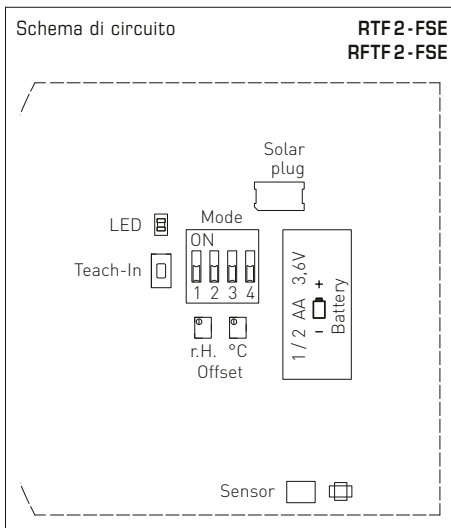 Schema di circuito
RTF2-FSE
RFTF2-FSE
Solar
plug
LED
Mode
ON
Teach-In
1 2 3 4
r.H. °C
Offset
1/2 AA 3,6V
- +
Battery
Sensor